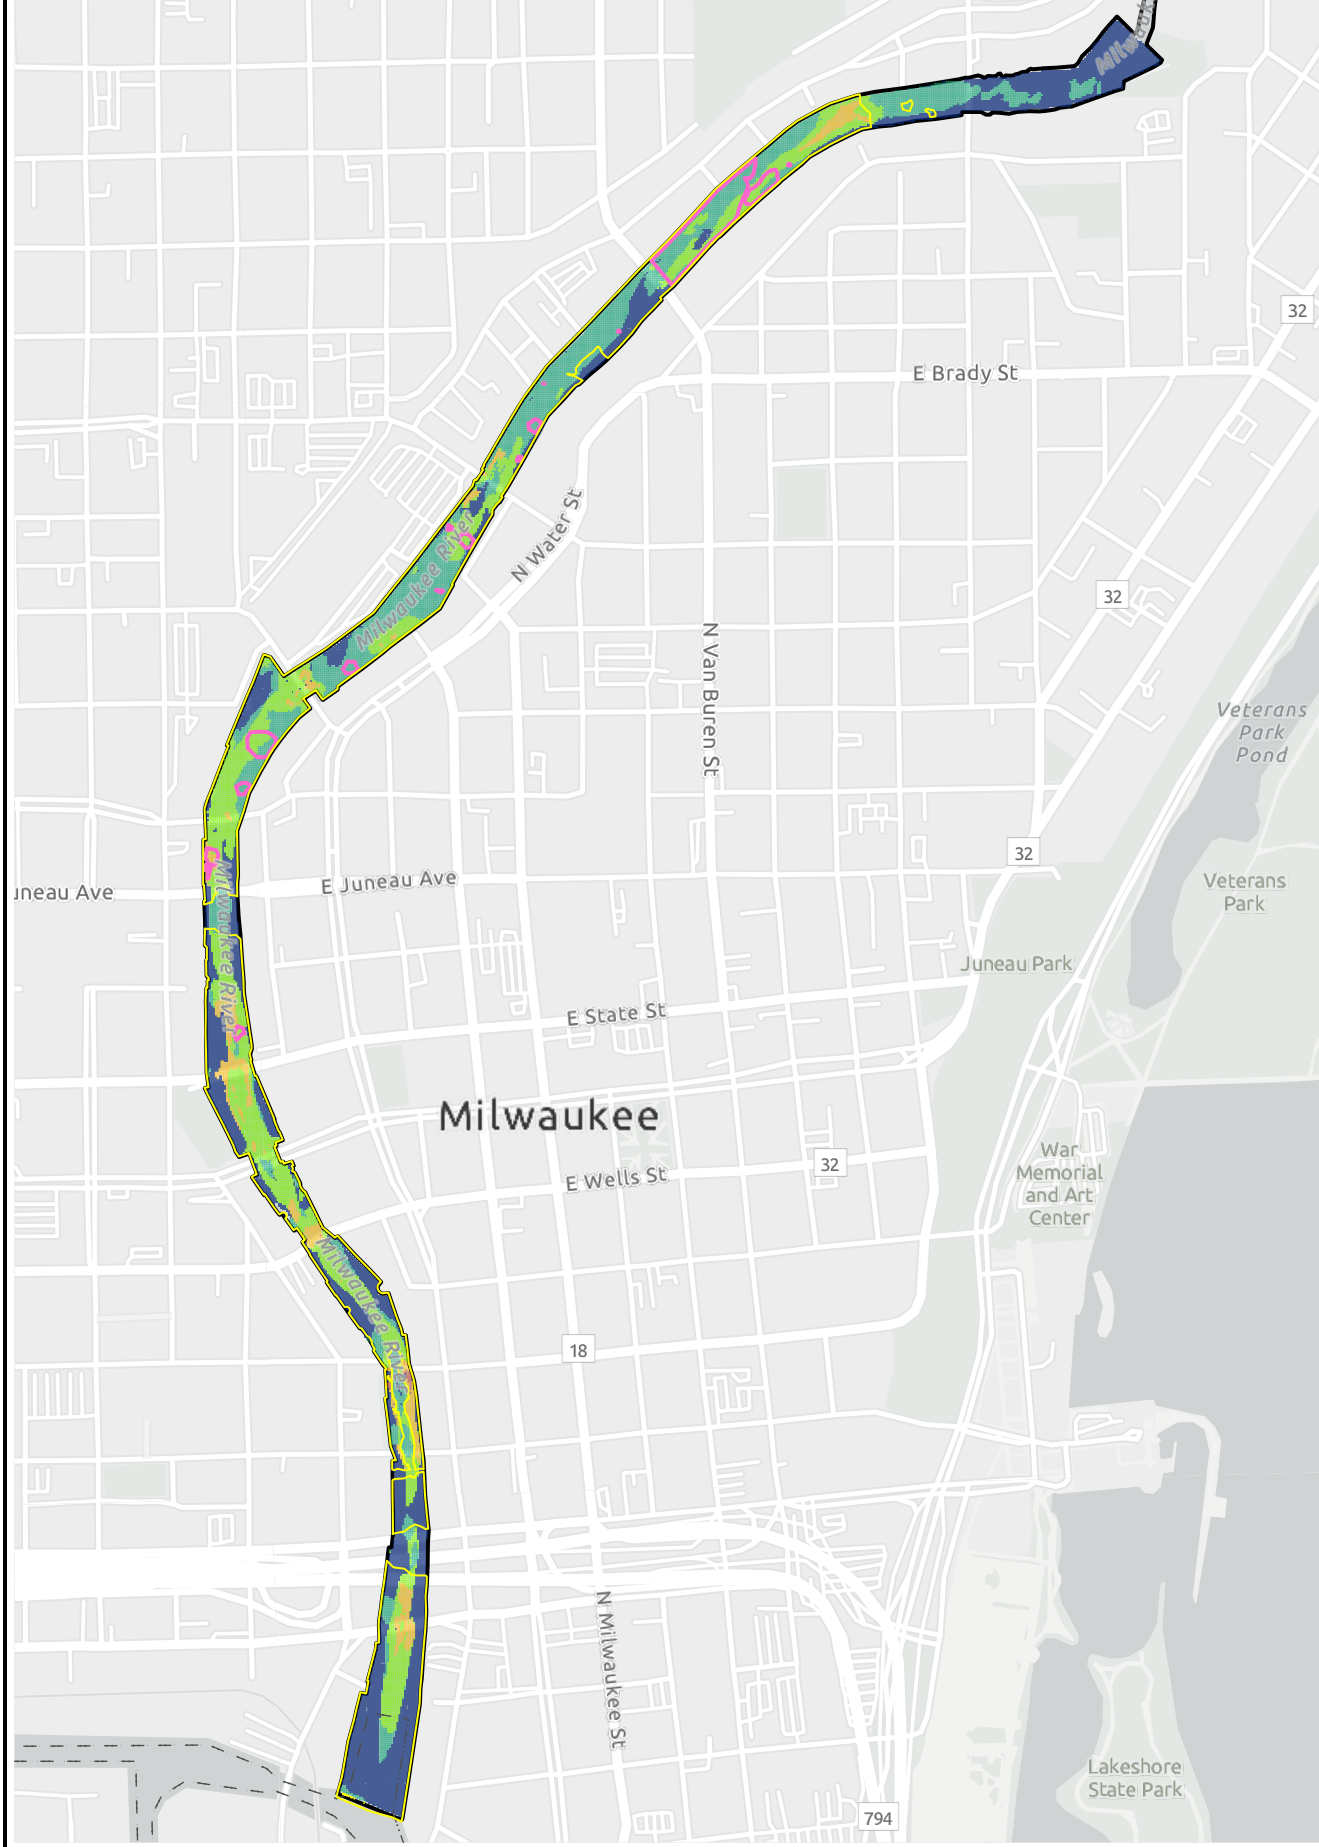 Milwauk
32
E Brady St
N Water St
Milwaukee River
32
N Van Buren St
Veterans
Park
Pond
32
E Juneau Ave
uneau Ave
Veterans
Park
Milwaukee River
Juneau Park
E State St
Milwaukee
War
Memorial
and Art
Center
32
E Wells St
Milwaukee River
18
N Milwaukee St
Lakeshore
State Park
794